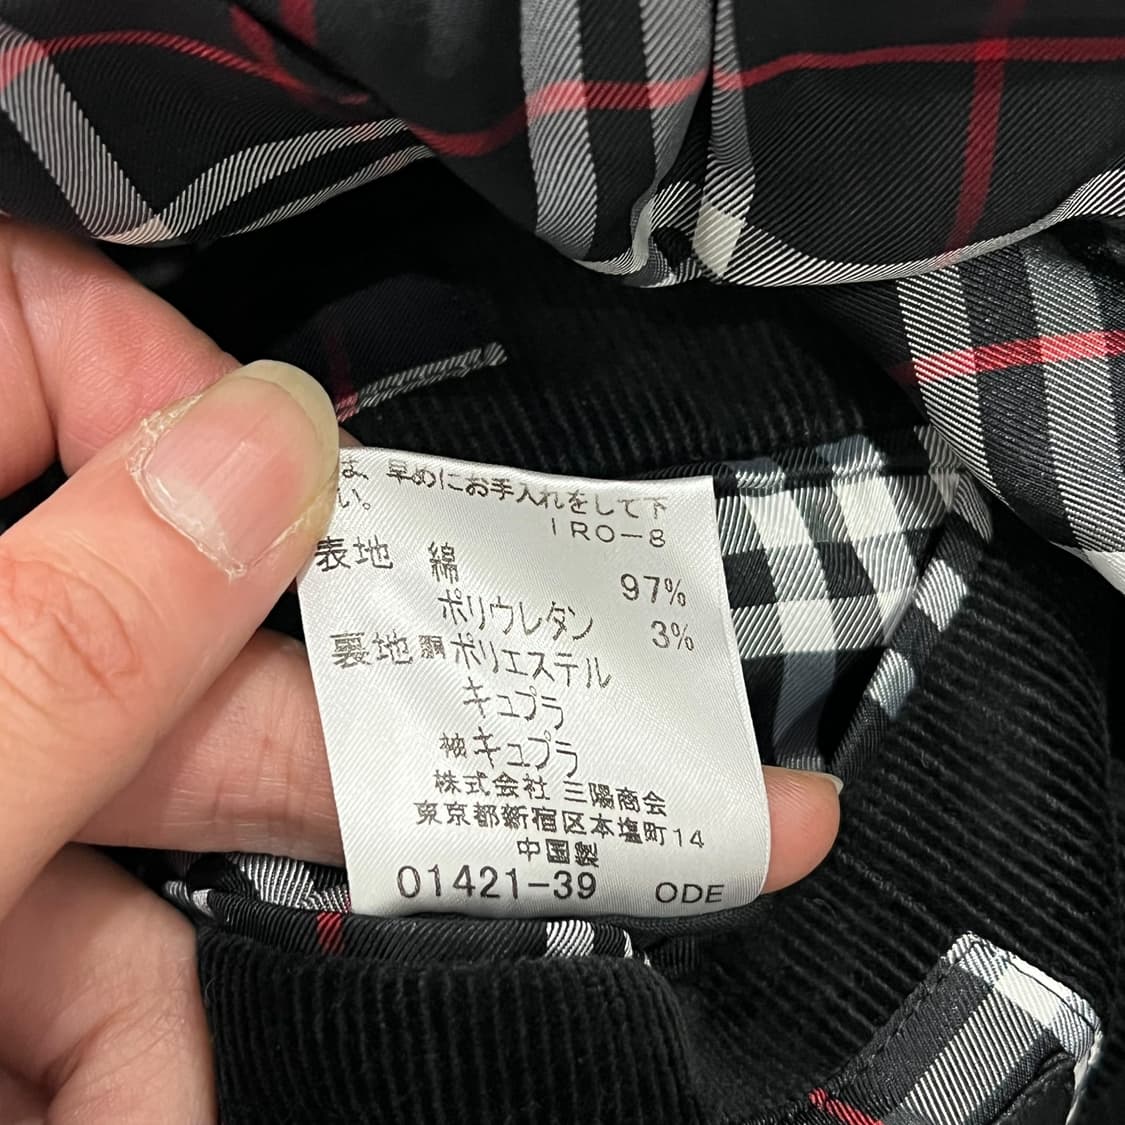 は、早めにお手入れをして下
い。
IRO-8
表地 綿 97%
ポリウレタン 3%
裏地 胴ポリエステル
キュプラ
袖キュプラ
株式会社 三陽商会
東京都新宿区本塩町14
中国製
01421-39 ODE